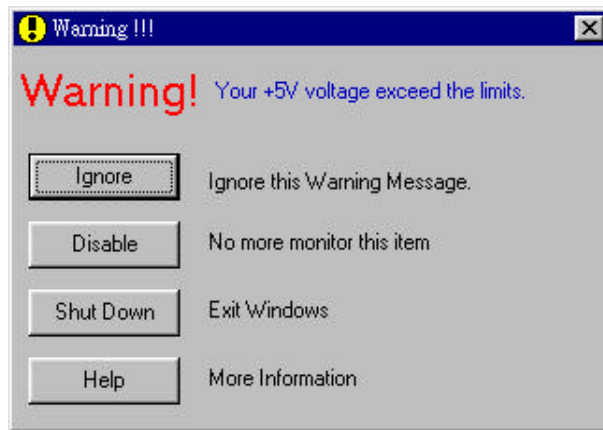 Warning !!!
Warning! Your +5V voltage exceed the limits.
Ignore Ignore this Warning Message.
Disable No more monitor this item
Shut Down Exit Windows
Help More Information